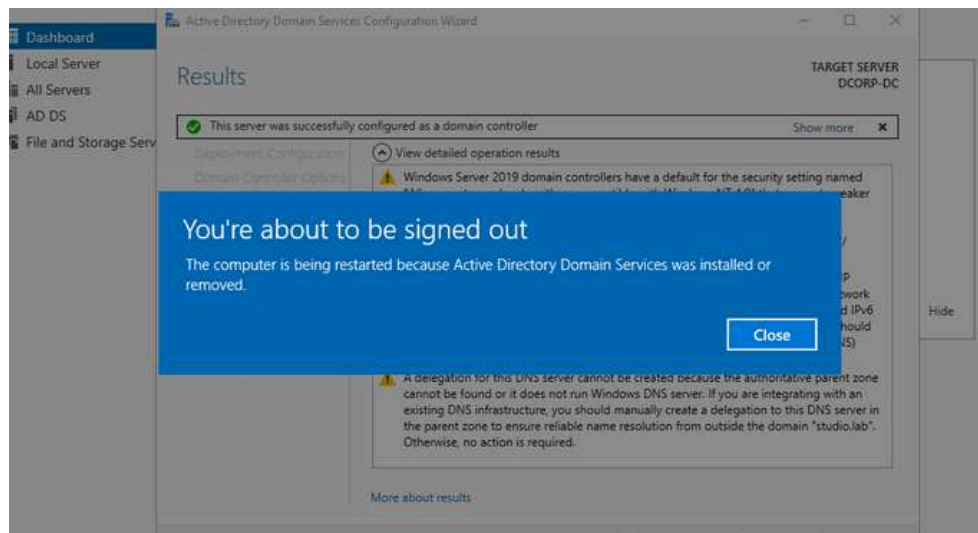 Active Directory Domain Services Configuration Wizard
Dashboard
Local Server
All Servers
AD DS
File and Storage Serv
Results
TARGET SERVER
DCORP-DC
This server was successfully configured as a domain controller
Show more
Deployment Configuration
Domain Controller Options
View detailed operation results
Windows Server 2019 domain controllers have a default for the security setting named
eaker
You're about to be signed out
The computer is being restarted because Active Directory Domain Services was installed or
removed.
Close
twork
d IPv6
hould
Hide
A delegation for this DNS server cannot be created because the authoritative parent zone
cannot be found or it does not run Windows DNS server. If you are integrating with an
existing DNS infrastructure, you should manually create a delegation to this DNS server in
the parent zone to ensure reliable name resolution from outside the domain "studio.lab".
Otherwise, no action is required.
More about results